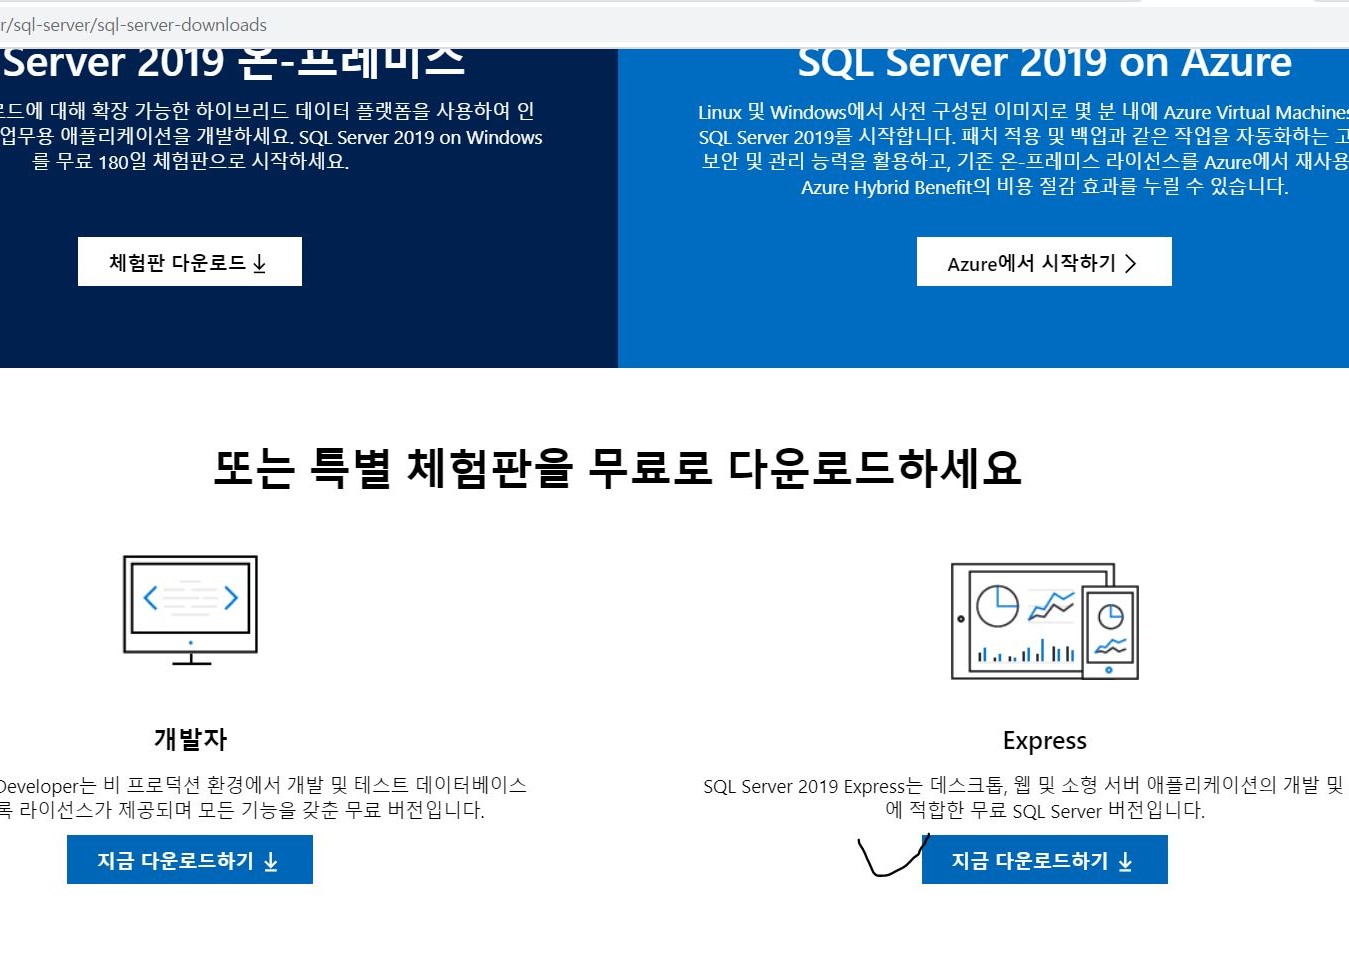 r/sql-server/sql-server-downloads
Server 2019 온-프레미스
로드에 대해 확장 가능한 하이브리드 데이터 플랫폼을 사용하여 인
업무용 애플리케이션을 개발하세요. SQL Server 2019 on Windows
를 무료 180일 체험판으로 시작하세요.
체험판 다운로드
SQL Server 2019 on Azure
Linux 및 Windows에서 사전 구성된 이미지로 몇 분 내에 Azure Virtual Machines
SQL Server 2019를 시작합니다. 패치 적용 및 백업과 같은 작업을 자동화하는 고
보안 및 관리 능력을 활용하고, 기존 온-프레미스 라이선스를 Azure에서 재사용
Azure Hybrid Benefit의 비용 절감 효과를 누릴 수 있습니다.
Azure에서 시작하기
또는 특별 체험판을 무료로 다운로드하세요
개발자
Developer는 비 프로덕션 환경에서 개발 및 테스트 데이터베이스
록 라이선스가 제공되며 모든 기능을 갖춘 무료 버전입니다.
지금 다운로드하기
Express
SQL Server 2019 Express는 데스크톱, 웹 및 소형 서버 애플리케이션의 개발 및
에 적합한 무료 SQL Server 버전입니다.
지금 다운로드하기